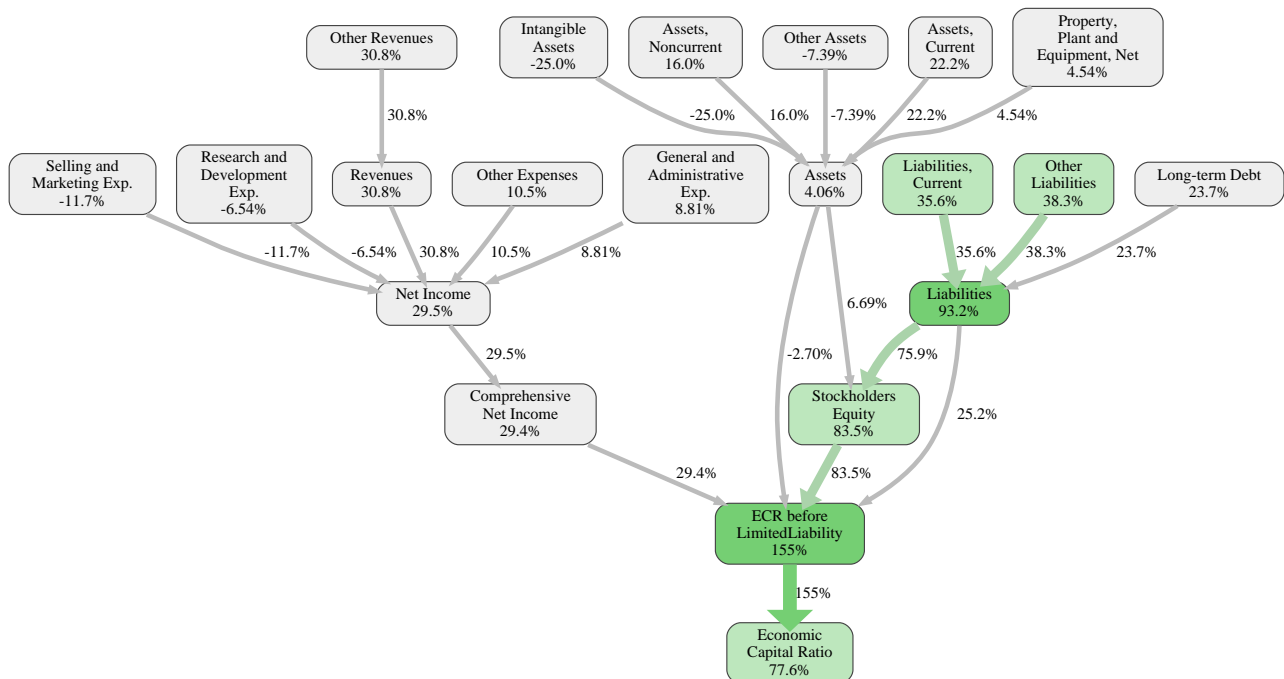 Other Revenues
30.8%
Intangible
Assets
-25.0%
Assets,
Noncurrent
16.0%
Other Assets
-7.39%
Assets,
Current
22.2%
Property,
Plant and
Equipment, Net
4.54%
30.8%
-25.0%
16.0%
-7.39%
22.2%
4.54%
Selling and
Marketing Exp.
-11.7%
Research and
Development
Exp.
-6.54%
Revenues
30.8%
Other Expenses
10.5%
General and
Administrative
Exp.
8.81%
Assets
4.06%
Liabilities,
Current
35.6%
Other
Liabilities
38.3%
Long-term Debt
23.7%
-11.7%
-6.54%
30.8%
10.5%
8.81%
35.6%
38.3%
23.7%
Net Income
29.5%
Liabilities
93.2%
6.69%
29.5%
-2.70%
75.9%
Comprehensive
Net Income
29.4%
Stockholders
Equity
83.5%
25.2%
29.4%
83.5%
ECR before
LimitedLiability
155%
155%
Economic
Capital Ratio
77.6%